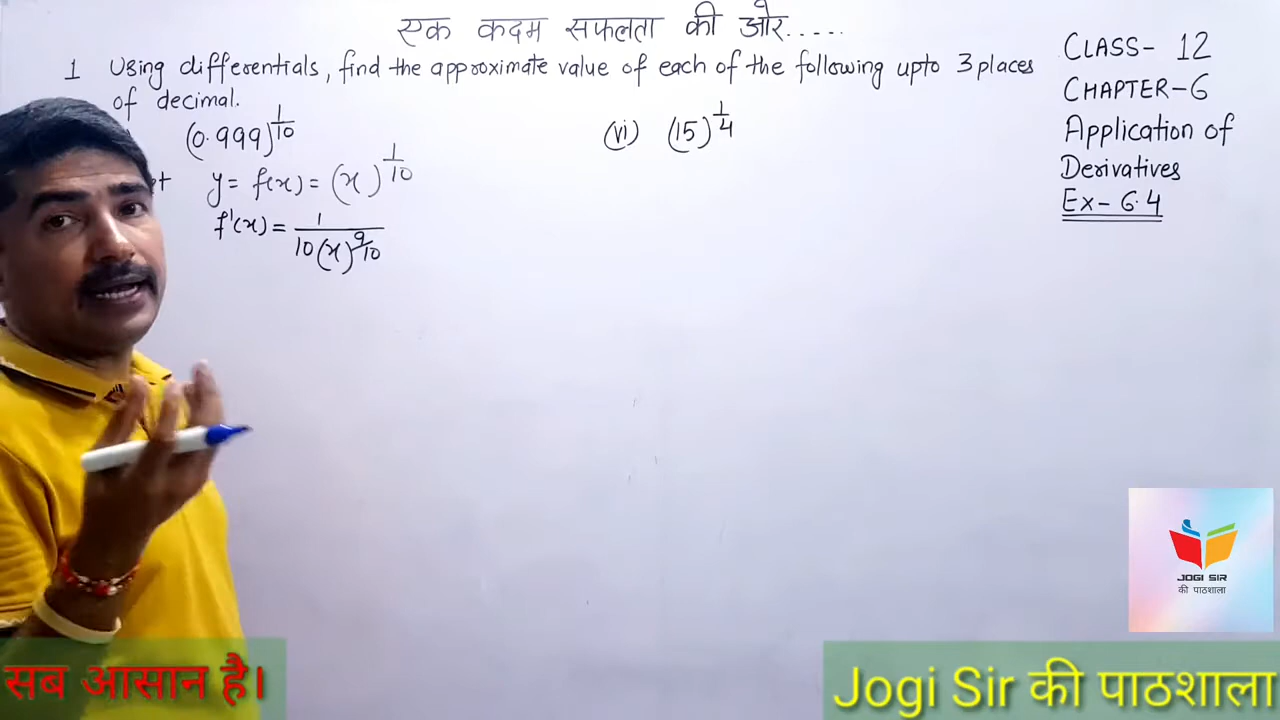 एक कदम सफलता की ओर.....
1 Using differentials, find the approximate value of each of the following upto 3 places
of decimal.
(0.999)^1/10
(vi) (15)^1/4
y = f(x) = (x)^1/10
f'(x) = 1/10(x)^9/10
CLASS- 12
CHAPTER-6
Application of
Derivatives
Ex- 6.4
JOGI SIR
की पाठशाला
सब आसान है।
Jogi Sir की पाठशाला